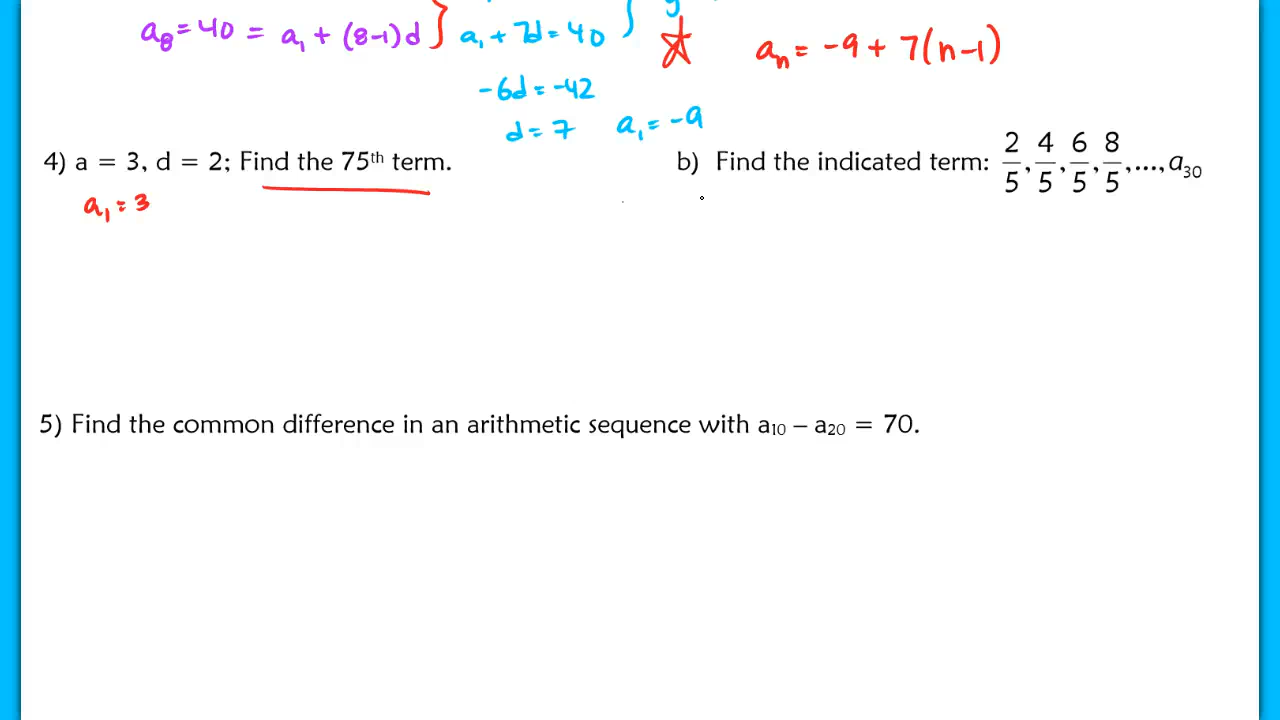 a₈ = 40 = a₁ + (8-1)d } a₁ + 7d = 40 } aₙ = -9 + 7(n-1)
-6d = -42
d = 7 a₁ = -9
4) a = 3, d = 2; Find the 75th term. b) Find the indicated term: 2/5, 4/5, 6/5, 8/5, ...., a₃₀
a₁ = 3
5) Find the common difference in an arithmetic sequence with a₁₀ – a₂₀ = 70.